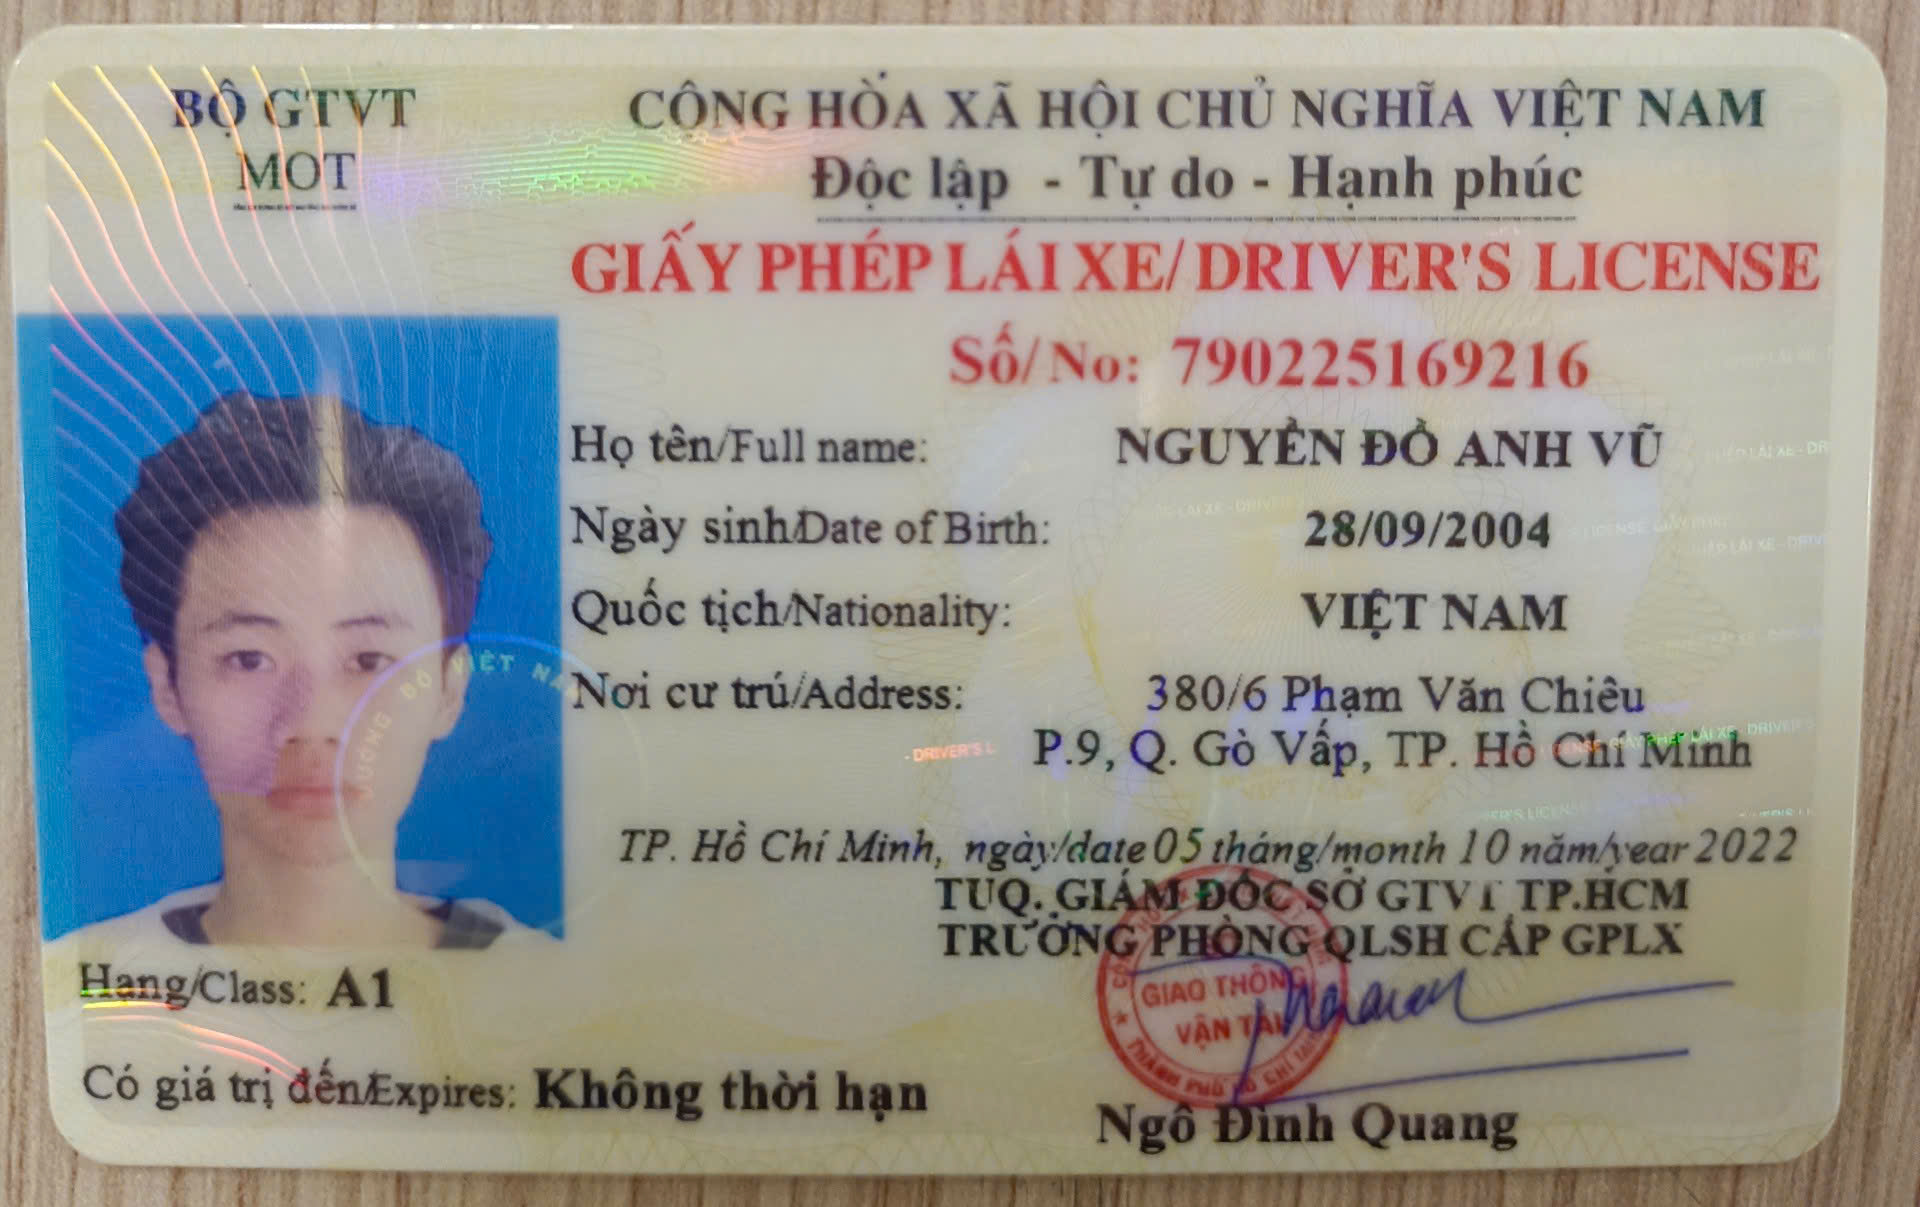 BỘ GTVT
MOT
CỘNG HÒA XÃ HỘI CHỦ NGHĨA VIỆT NAM
Độc lập - Tự do - Hạnh phúc
GIẤY PHÉP LÁI XE/ DRIVER'S LICENSE
Số/ No: 790225169216
Họ tên/Full name: NGUYỄN ĐỖ ANH VŨ
Ngày sinh/Date of Birth: 28/09/2004
Quốc tịch/Nationality: VIỆT NAM
Nơi cư trú/Address: 380/6 Phạm Văn Chiêu
P.9, Q. Gò Vấp, TP. Hồ Chí Minh
TP. Hồ Chí Minh, ngày/date 05 tháng/month 10 năm/year 2022
TUQ. GIÁM ĐỐC SỞ GTVT TP.HCM
TRƯỞNG PHÒNG QLSH CẤP GPLX
GIAO THÔNG
VẬN TẢI
Ngô Đình Quang
Hạng/Class: A1
Có giá trị đến/Expires: Không thời hạn